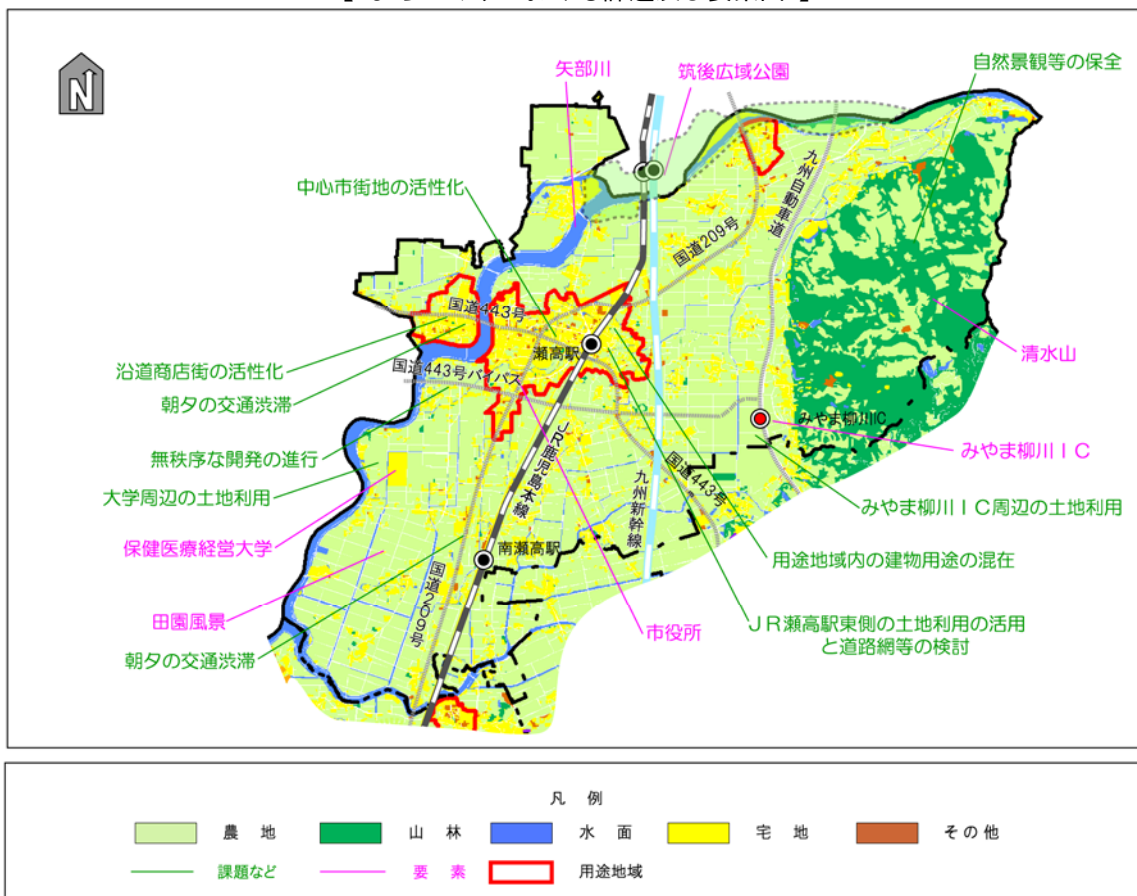 N
矢部川
筑後広域公園
自然景観等の保全
中心市街地の活性化
九州自動車道
国道209号
国道443号
瀬高駅
清水山
沿道商店街の活性化
国道443号バイパス
朝夕の交通渋滞
みやま柳川IC
みやま柳川IC
無秩序な開発の進行
JR鹿児島本線
国道443号
大学周辺の土地利用
九州新幹線
みやま柳川IC周辺の土地利用
保健医療経営大学
南瀬高駅
用途地域内の建物用途の混在
国道209号
田園風景
市役所
JR瀬高駅東側の土地利用の活用
と道路網等の検討
朝夕の交通渋滞
凡 例
農 地 山 林 水 面 宅 地 その他
課題など 要 素 用途地域